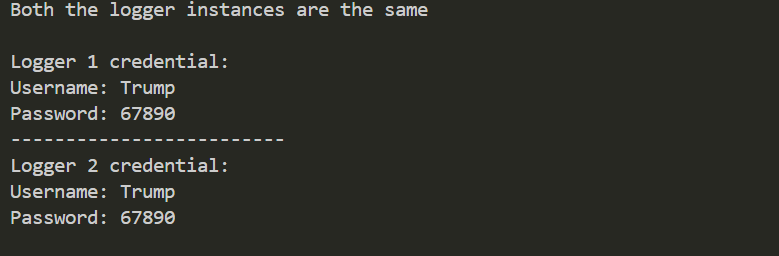 Both the logger instances are the same
Logger 1 credential:
Username: Trump
Password: 67890
-------------------------
Logger 2 credential:
Username: Trump
Password: 67890